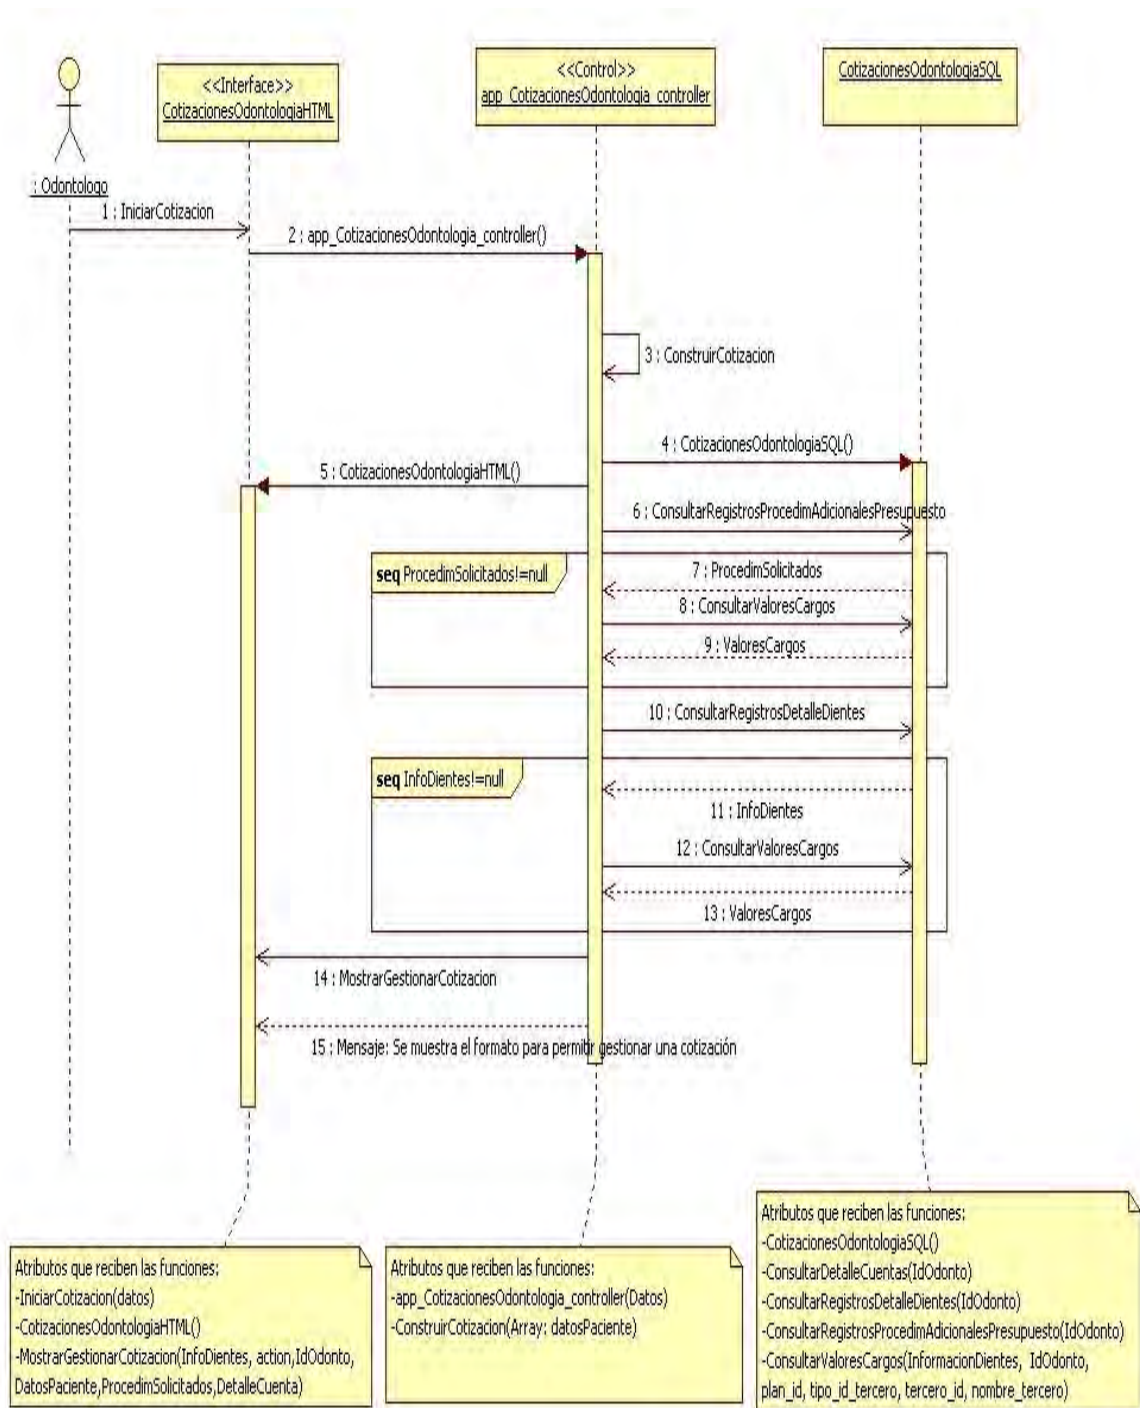 <<Interface>>
CotizacionesOdontologiaHTML
<<Control>>
app_CotizacionesOdontologia_controller
CotizacionesOdontologiaSQL
: Odontologo
1 : IniciarCotizacion
2 : app_CotizacionesOdontologia_controller()
3 : ConstruirCotizacion
4 : CotizacionesOdontologiaSQL()
5 : CotizacionesOdontologiaHTML()
6 : ConsultarRegistrosProcedimAdicionalesPresupuesto
seq ProcedimSolicitados!=null
7 : ProcedimSolicitados
8 : ConsultarValoresCargos
9 : ValoresCargos
10 : ConsultarRegistrosDetalleDientes
seq InfoDientes!=null
11 : InfoDientes
12 : ConsultarValoresCargos
13 : ValoresCargos
14 : MostrarGestionarCotizacion
15 : Mensaje: Se muestra el formato para permitir gestionar una cotización
Atributos que reciben las funciones:
-IniciarCotizacion(datos)
-CotizacionesOdontologiaHTML()
-MostrarGestionarCotizacion(InfoDientes, action,IdOdonto,
DatosPaciente,ProcedimSolicitados,DetalleCuenta)
Atributos que reciben las funciones:
-app_CotizacionesOdontologia_controller(Datos)
-ConstruirCotizacion(Array: datosPaciente)
Atributos que reciben las funciones:
-CotizacionesOdontologiaSQL()
-ConsultarDetalleCuentas(IdOdonto)
-ConsultarRegistrosDetalleDientes(IdOdonto)
-ConsultarRegistrosProcedimAdicionalesPresupuesto(IdOdonto)
-ConsultarValoresCargos(InformacionDientes, IdOdonto,
plan_id, tipo_id_tercero, tercero_id, nombre_tercero)